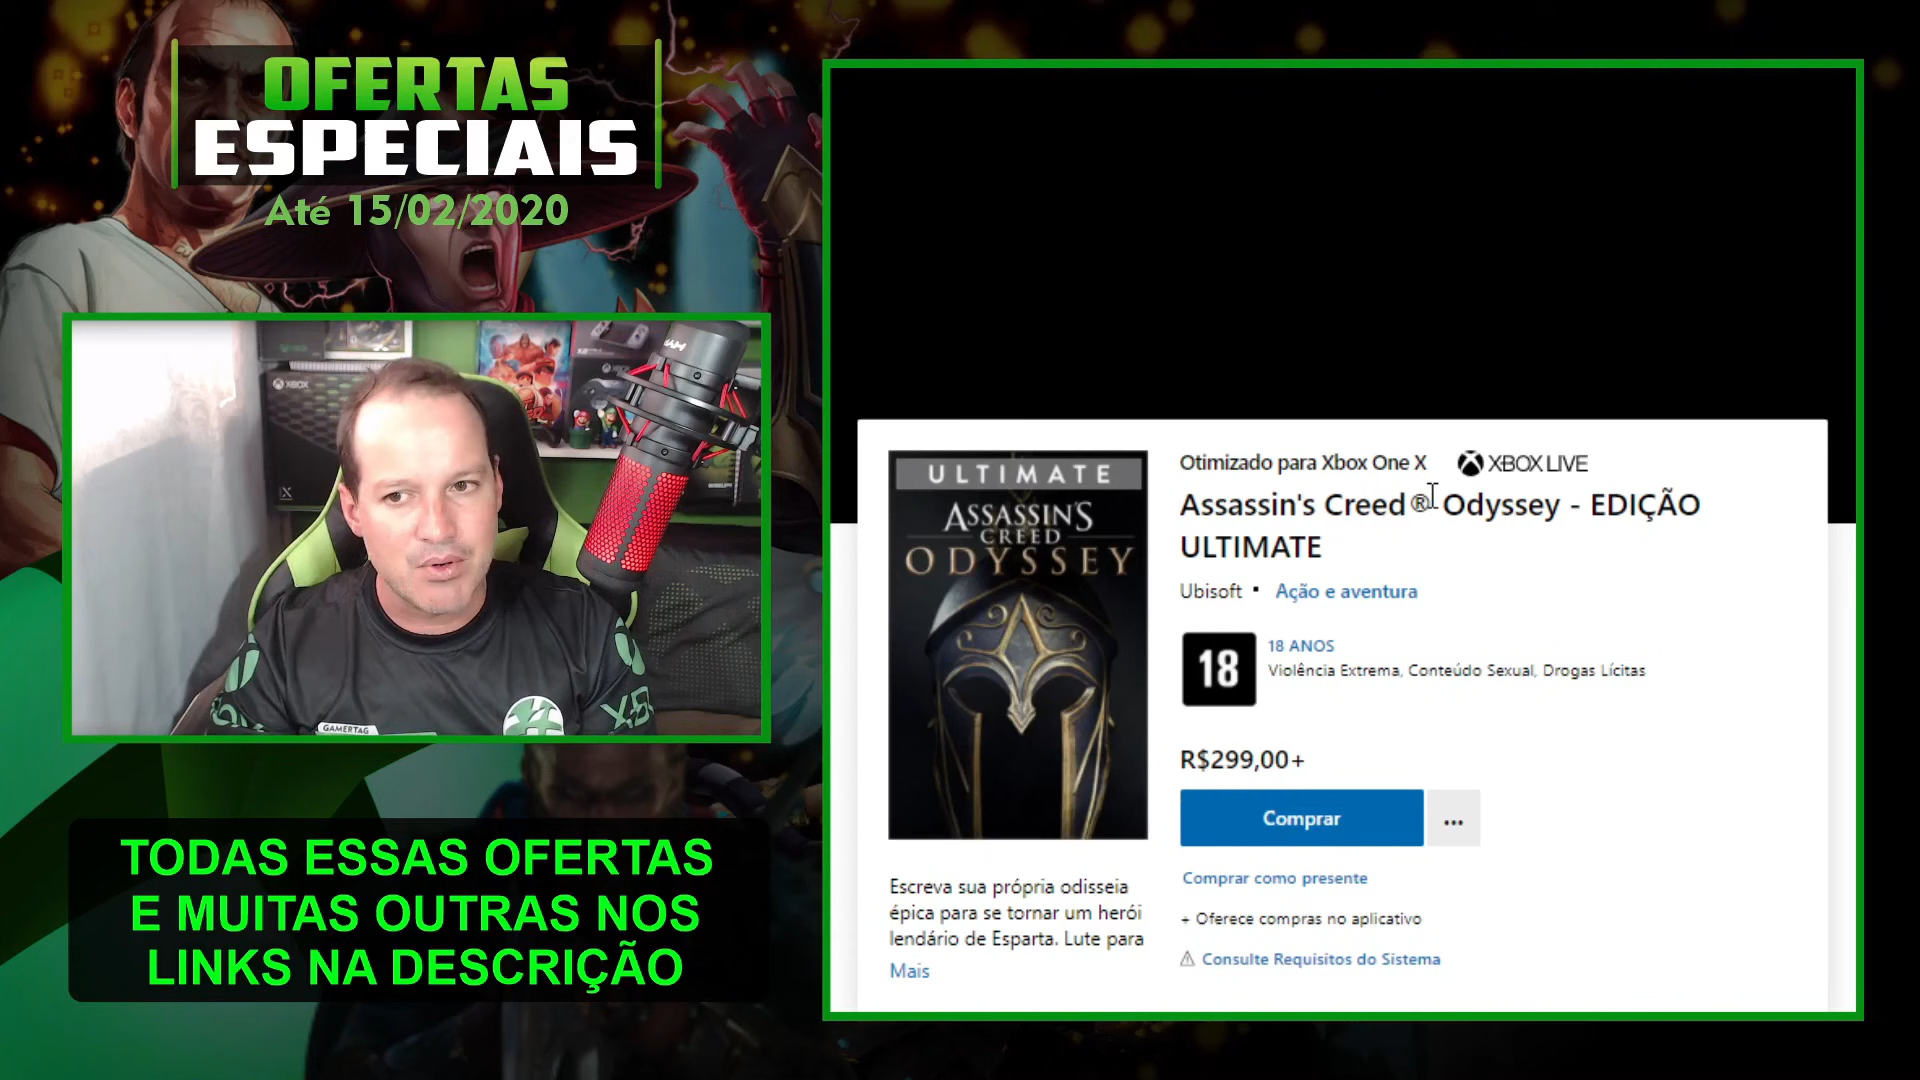 OFERTAS
ESPECIAIS
Até 15/02/2020
XBOX
X
GAMERTAG
TODAS ESSAS OFERTAS
E MUITAS OUTRAS NOS
LINKS NA DESCRIÇÃO
ULTIMATE
ASSASSIN'S
CREED
ODYSSEY
Otimizado para Xbox One X
XBOX LIVE
Assassin's Creed® Odyssey - EDIÇÃO
ULTIMATE
Ubisoft ▪ Ação e aventura
18
18 ANOS
Violência Extrema, Conteúdo Sexual, Drogas Lícitas
R$299,00+
Comprar
...
Comprar como presente
+ Oferece compras no aplicativo
⚠ Consulte Requisitos do Sistema
Escreva sua própria odisseia
épica para se tornar um herói
lendário de Esparta. Lute para
Mais